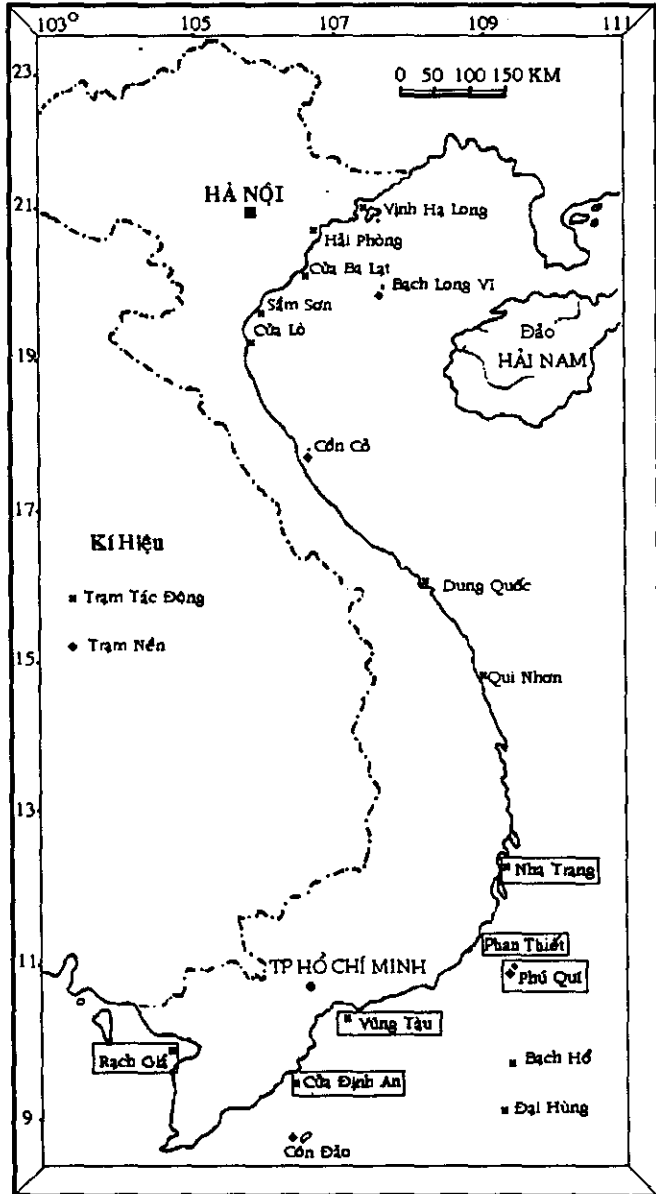 103° 105 107 109 111
23
0 50 100 150 KM
HÀ NỘI
21
Vịnh Hạ Long
Hải Phòng
Cửa Ba Lạt
Bạch Long Vĩ
Sầm Sơn
Cửa Lò
19
Đảo
HẢI NAM
Cồn Cỏ
17
Kí Hiệu
Trạm Tác Động
Trạm Nền
Dung Quốc
15
Qui Nhơn
13
Nha Trang
Phan Thiết
11
TP HỒ CHÍ MINH
Phú Quí
Vũng Tàu
Rạch Giá
Bạch Hổ
Cửa Định An
Đại Hùng
9
Côn Đảo